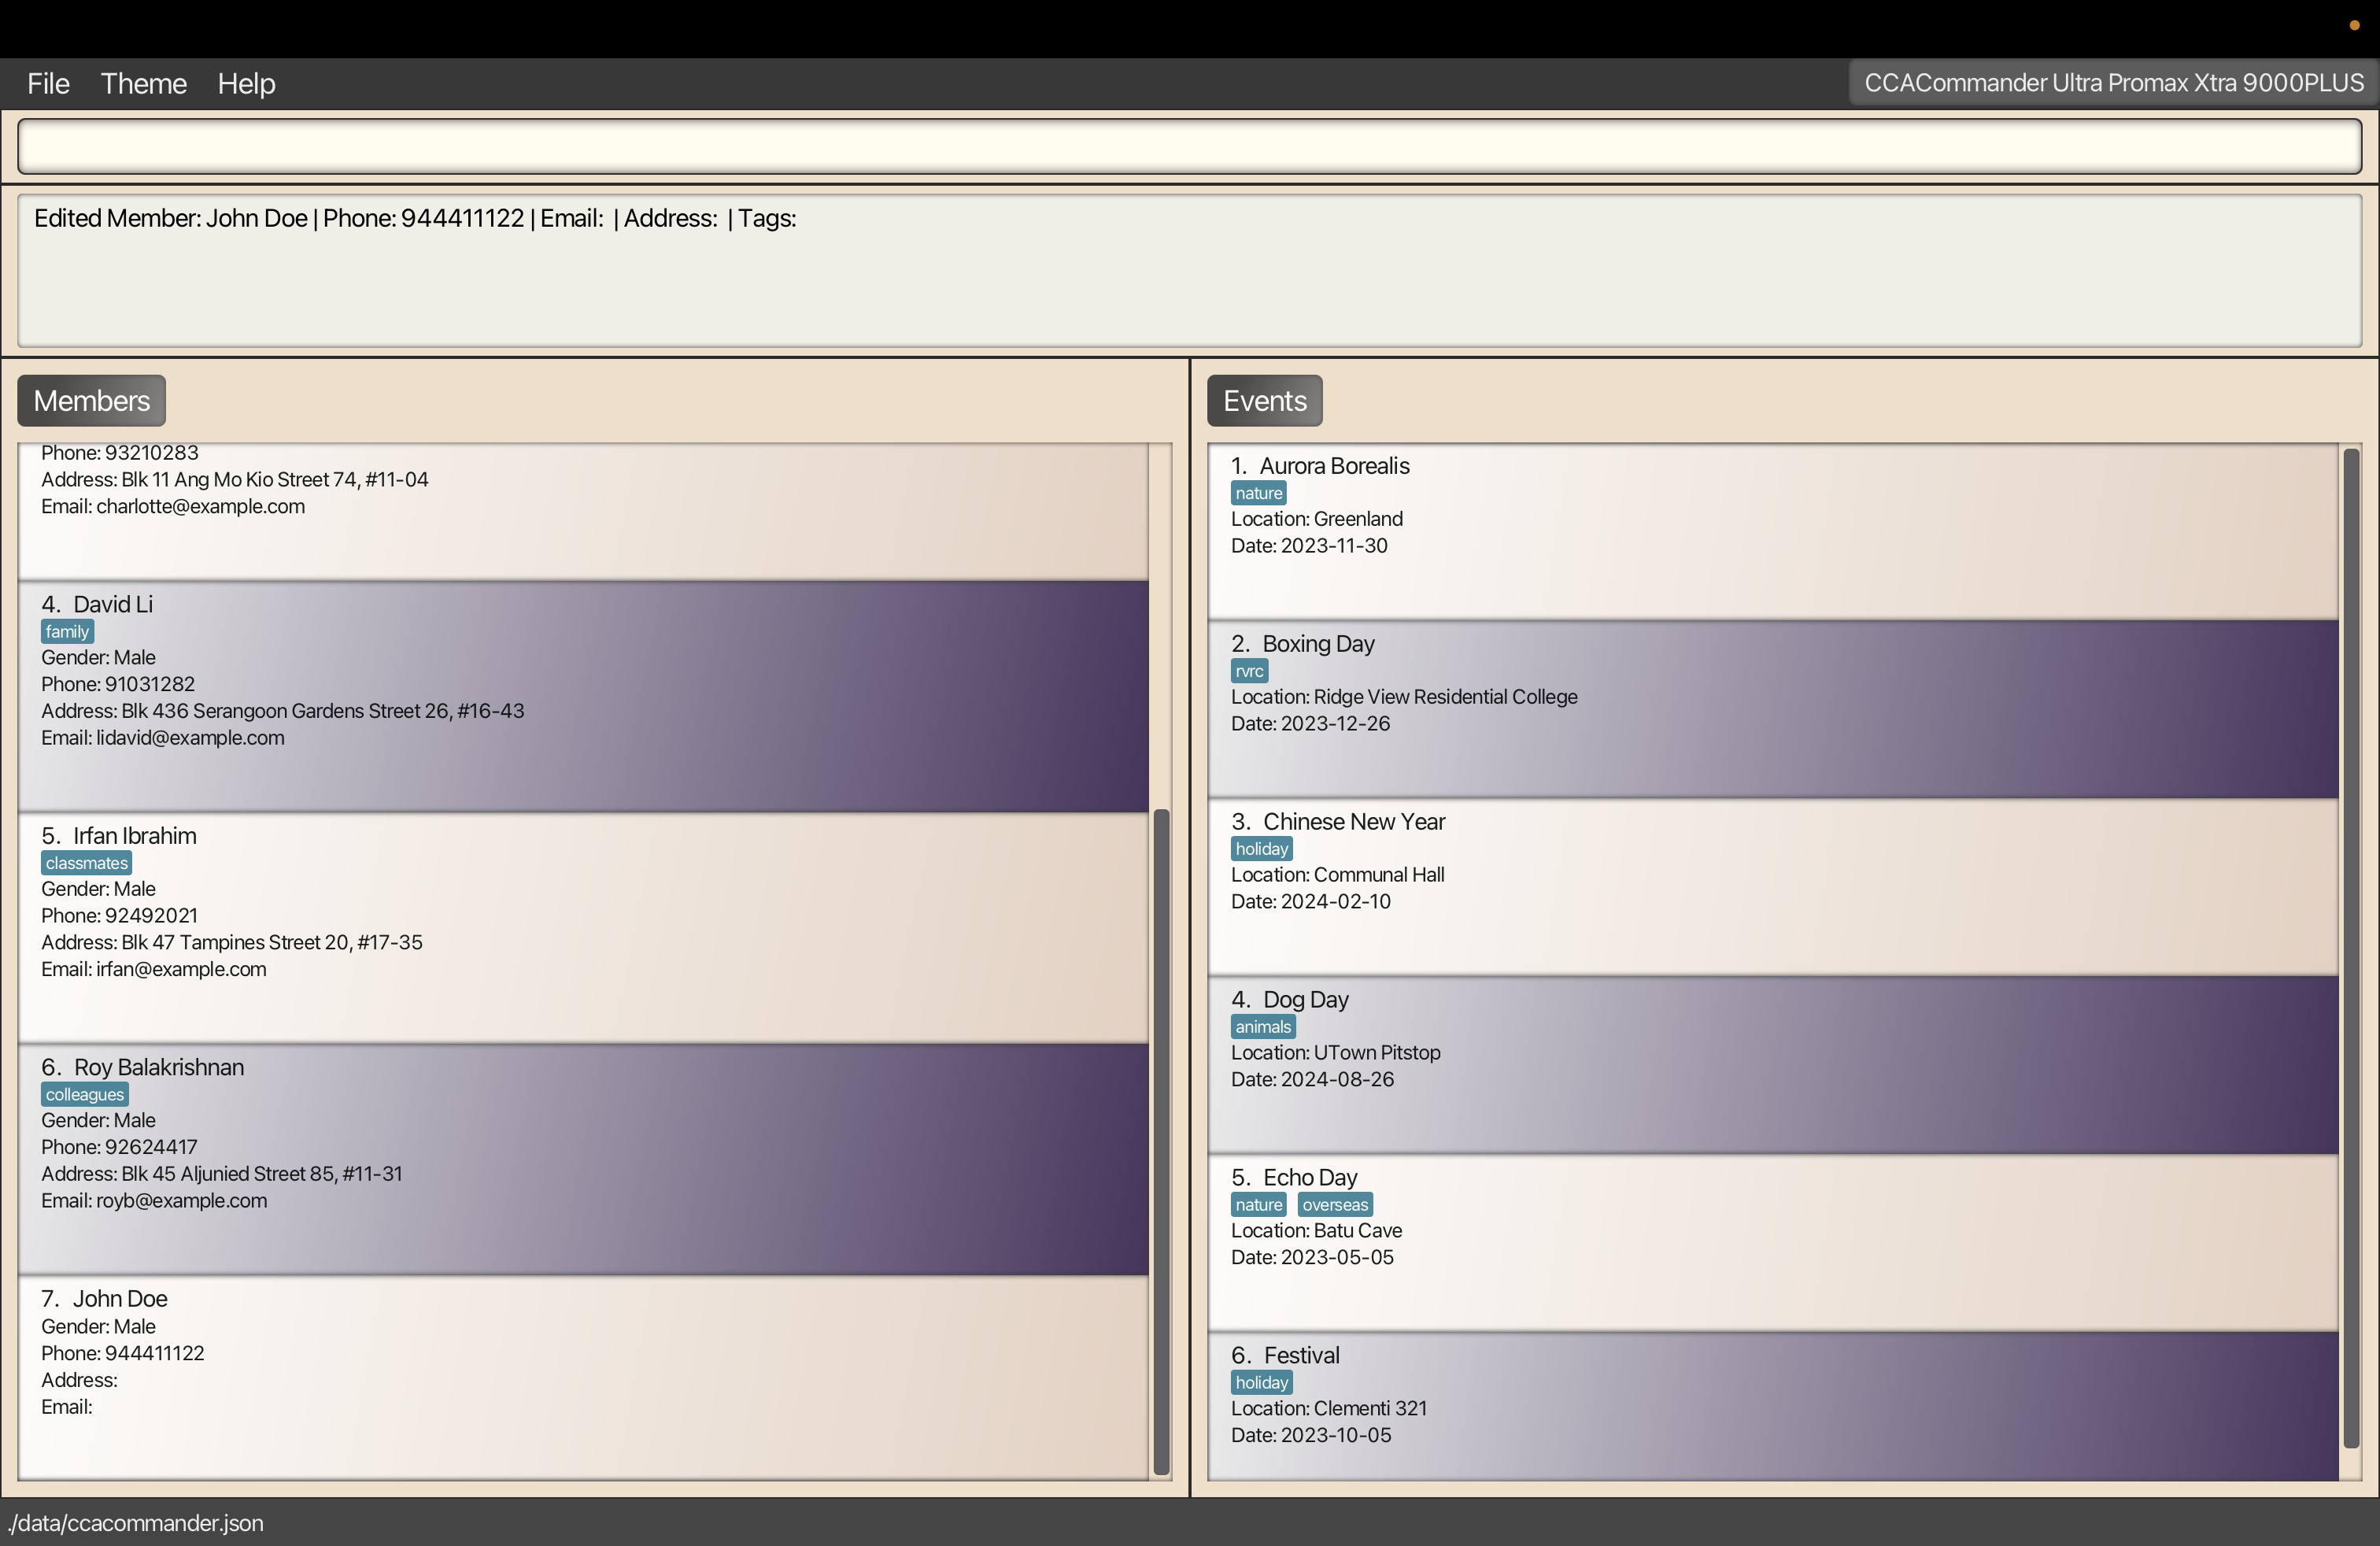 File Theme Help CCACommander Ultra Promax Xtra 9000PLUS
Edited Member: John Doe | Phone: 944411122 | Email:  | Address:  | Tags:
Members
Phone: 93210283
Address: Blk 11 Ang Mo Kio Street 74, #11-04
Email: charlotte@example.com
4. David Li
family
Gender: Male
Phone: 91031282
Address: Blk 436 Serangoon Gardens Street 26, #16-43
Email: lidavid@example.com
5. Irfan Ibrahim
classmates
Gender: Male
Phone: 92492021
Address: Blk 47 Tampines Street 20, #17-35
Email: irfan@example.com
6. Roy Balakrishnan
colleagues
Gender: Male
Phone: 92624417
Address: Blk 45 Aljunied Street 85, #11-31
Email: royb@example.com
7. John Doe
Gender: Male
Phone: 944411122
Address:
Email:
Events
1. Aurora Borealis
nature
Location: Greenland
Date: 2023-11-30
2. Boxing Day
rvrc
Location: Ridge View Residential College
Date: 2023-12-26
3. Chinese New Year
holiday
Location: Communal Hall
Date: 2024-02-10
4. Dog Day
animals
Location: UTown Pitstop
Date: 2024-08-26
5. Echo Day
nature overseas
Location: Batu Cave
Date: 2023-05-05
6. Festival
holiday
Location: Clementi 321
Date: 2023-10-05
./data/ccacommander.json